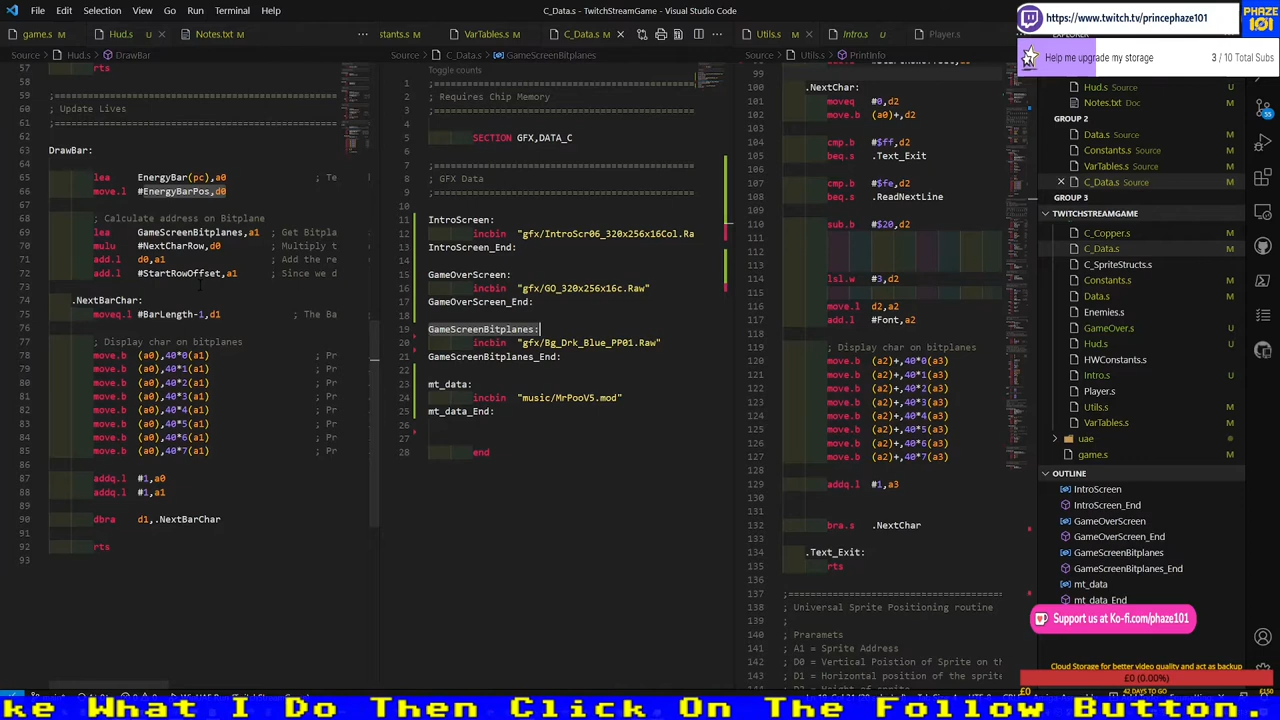 File Edit Selection View Go Run Terminal Help
C_Data.s - TwitchStreamGame - Visual Studio Code
https://www.twitch.tv/princephaze101
PHAZE 101
Help me upgrade my storage
3 / 10 Total Subs
game.s M Hud.s U Notes.txt M
Source > Hud.s > DrawBar
57 rts
58
59 ;====================================
60 ; Update Lives
61 ;====================================
62
63 DrawBar:
64
65 lea EnergyBar(pc),a0 ; Te
66 move.l #EnergyBarPos,d0
67
68 ; Calculate address on Bitplane
69 lea GameScreenBitplanes,a1 ; Get Bitpla
70 mulu #NextCharRow,d0 ; Multiply t
71 add.l d0,a1 ; Add the re
72 add.l #StartRowOffset,a1 ; Since we d
73
74 .NextBarChar:
75 moveq.l #BarLength-1,d1 ; The Ba
76
77 ; Display char on bitplanes
78 move.b (a0),40*0(a1) ; Pr
79 move.b (a0),40*1(a1) ; Pr
80 move.b (a0),40*2(a1) ; Pr
81 move.b (a0),40*3(a1) ; Pr
82 move.b (a0),40*4(a1) ; Pr
83 move.b (a0),40*5(a1) ; Pr
84 move.b (a0),40*6(a1) ; Pr
85 move.b (a0),40*7(a1) ; Pr
86
87 addq.l #1,a0
88 addq.l #1,a1
89
90 dbra d1,.NextBarChar
91
92 rts
93
stants.s M VarTables.s M C_Data.s M
Source > C_Data.s > GameScreenBitplanes
Toggle counts
1 ;====================================
2 ; Requires Chip Memory
3 ;====================================
4
5 SECTION GFX,DATA_C
6
7 ;====================================
8 ; GFX Data
9 ;====================================
10
11 IntroScreen:
12 incbin "gfx/IntroScr06_320x256x16Col.Ra
13 IntroScreen_End:
14
15 GameOverScreen:
16 incbin "gfx/GO_320x256x16c.Raw"
17 GameOverScreen_End:
18
19 GameScreenBitplanes:
20 incbin "gfx/Bg_Drk_Blue_PP01.Raw"
21 GameScreenBitplanes_End:
22
23 mt_data:
24 incbin "music/MrPooV5.mod"
25 mt_data_End:
26
27
28 end
Utils.s M Intro.s U Player.s
Source > Utils.s > PrintInfo
99
100 .NextChar:
101 moveq #0,d2
102 move.b (a0)+,d2
103
104 cmp.b #$ff,d2
105 beq.s .Text_Exit
106
107 cmp.b #$fe,d2
108 beq.s .ReadNextLine
109
110 sub.b #$20,d2
111
113
114 lsl.w #3,d2
115
116 move.l d2,a2
117 add.l #Font,a2
118
119 ; Display char on bitplanes
120 move.b (a2)+,40*0(a3)
121 move.b (a2)+,40*1(a3)
122 move.b (a2)+,40*2(a3)
123 move.b (a2)+,40*3(a3)
124 move.b (a2)+,40*4(a3)
125 move.b (a2)+,40*5(a3)
126 move.b (a2)+,40*6(a3)
127 move.b (a2)+,40*7(a3)
128
129 addq.l #1,a3
130
131
132 bra.s .NextChar
133
134 .Text_Exit:
135 rts
136
137 ;====================================
138 ; Universal Sprite Positioning routine
139 ;
140 ; Praramets
141 ; A1 = Sprite Address
142 ; D0 = Vertical Poistion of Sprite on th
143 ; D1 = Horizontal position of the sprite
EXPLORER
Hud.s Source U
Notes.txt Doc M
GROUP 2
Data.s Source M
Constants.s Source M
VarTables.s Source M
C_Data.s Source M
GROUP 3
TWITCHSTREAMGAME
C_Copper.s M
C_Data.s M
C_SpriteStructs.s
Constants.s M
Data.s M
Enemies.s
GameOver.s U
Hud.s U
HWConstants.s
Intro.s U
Player.s
Utils.s M
VarTables.s M
uae
game.s M
OUTLINE
IntroScreen
IntroScreen_End
GameOverScreen
GameOverScreen_End
GameScreenBitplanes
GameScreenBitplanes_End
mt_data
mt_data_End
55
Support us at Ko-fi.com/phaze101
Cloud Storage for better video quality and act as backup
£0 (0.00%)
£0 42 DAYS TO GO £150
ke What I Do Then Click On The Follow Button.